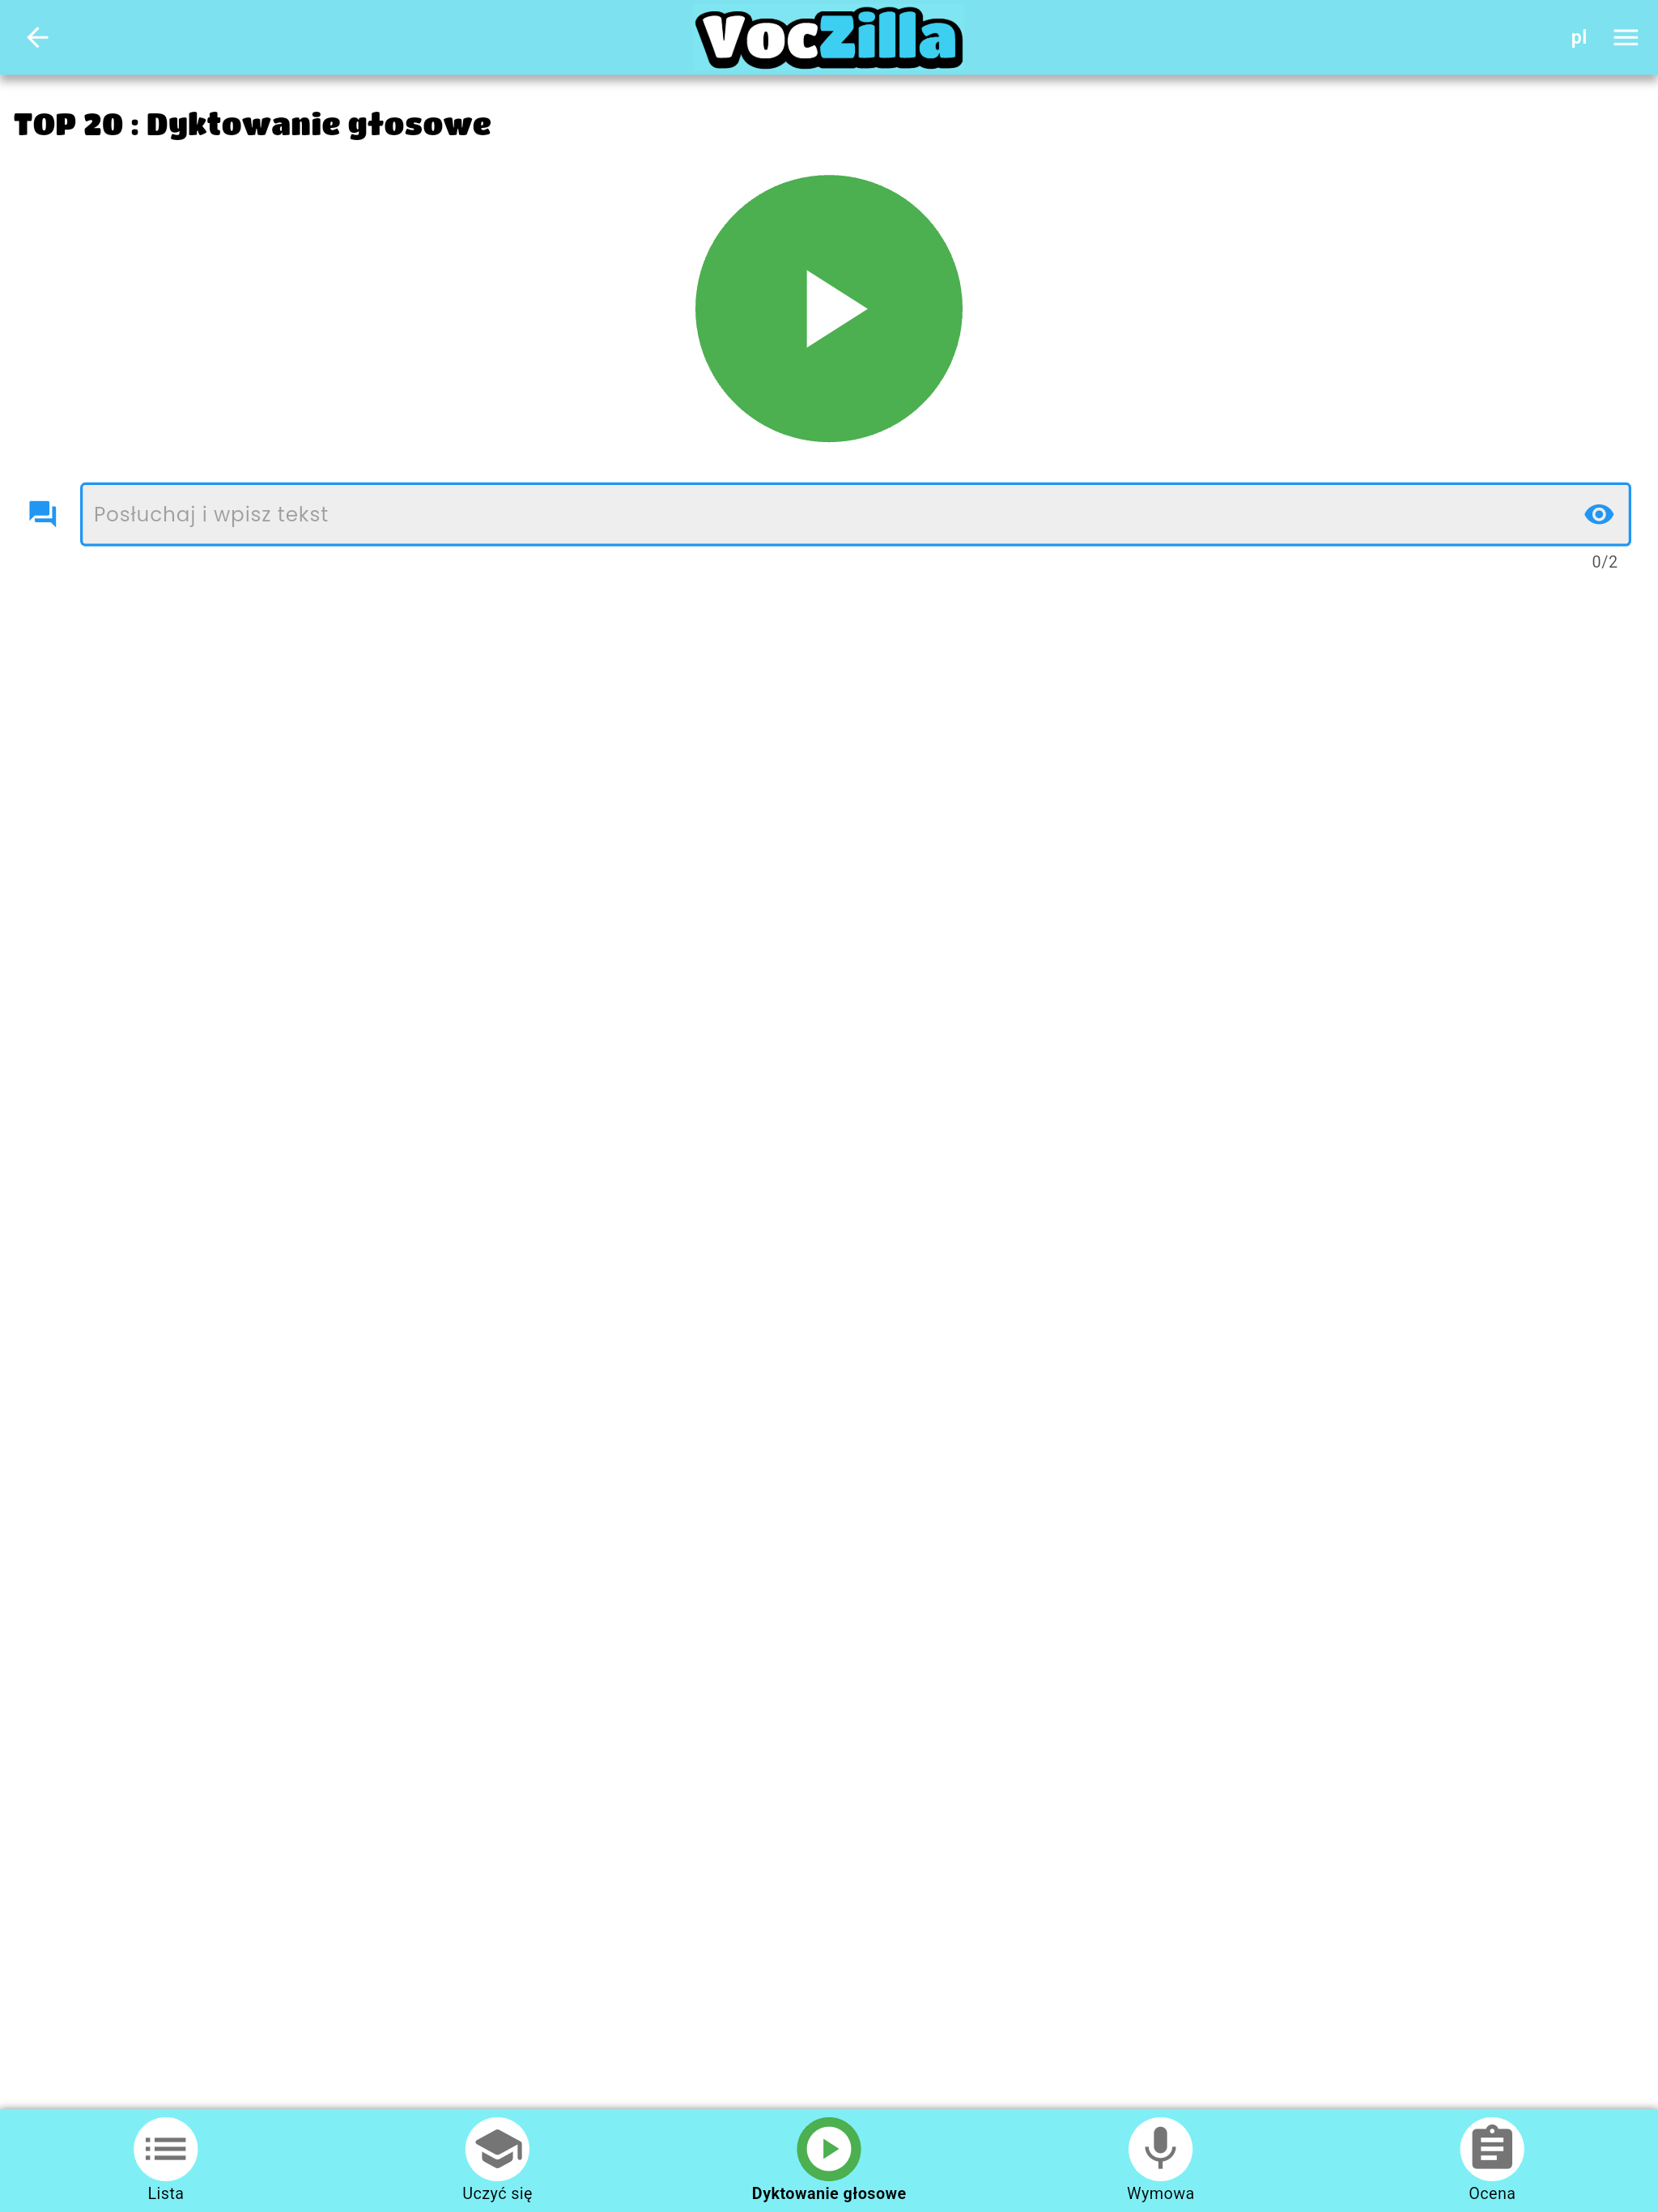 VocZilla
pl
TOP 20 : Dyktowanie głosowe
Posłuchaj i wpisz tekst
0/2
Lista
Uczyć się
Dyktowanie głosowe
Wymowa
Ocena